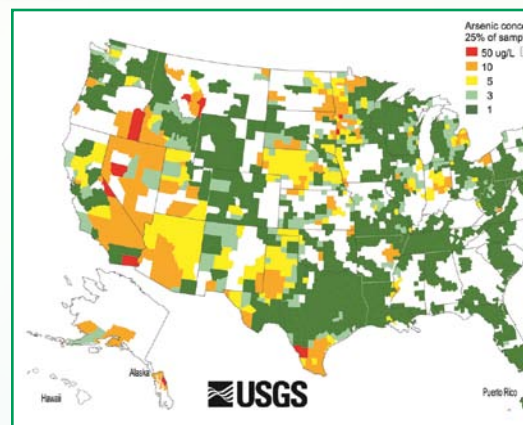 Arsenic conce
25% of samp
50 ug/L
10
5
3
1
Alaska
Hawaii
USGS
Puerto Rico